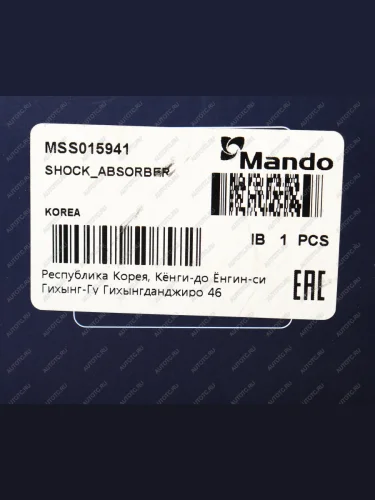 MSS015941
Mando
SHOCK_ABSORBER
KOREA
IB 1 PCS
Республика Корея, Кёнги-до Ёнгин-си
Гихынг-Гу Гихынгданджиро 46
EAC